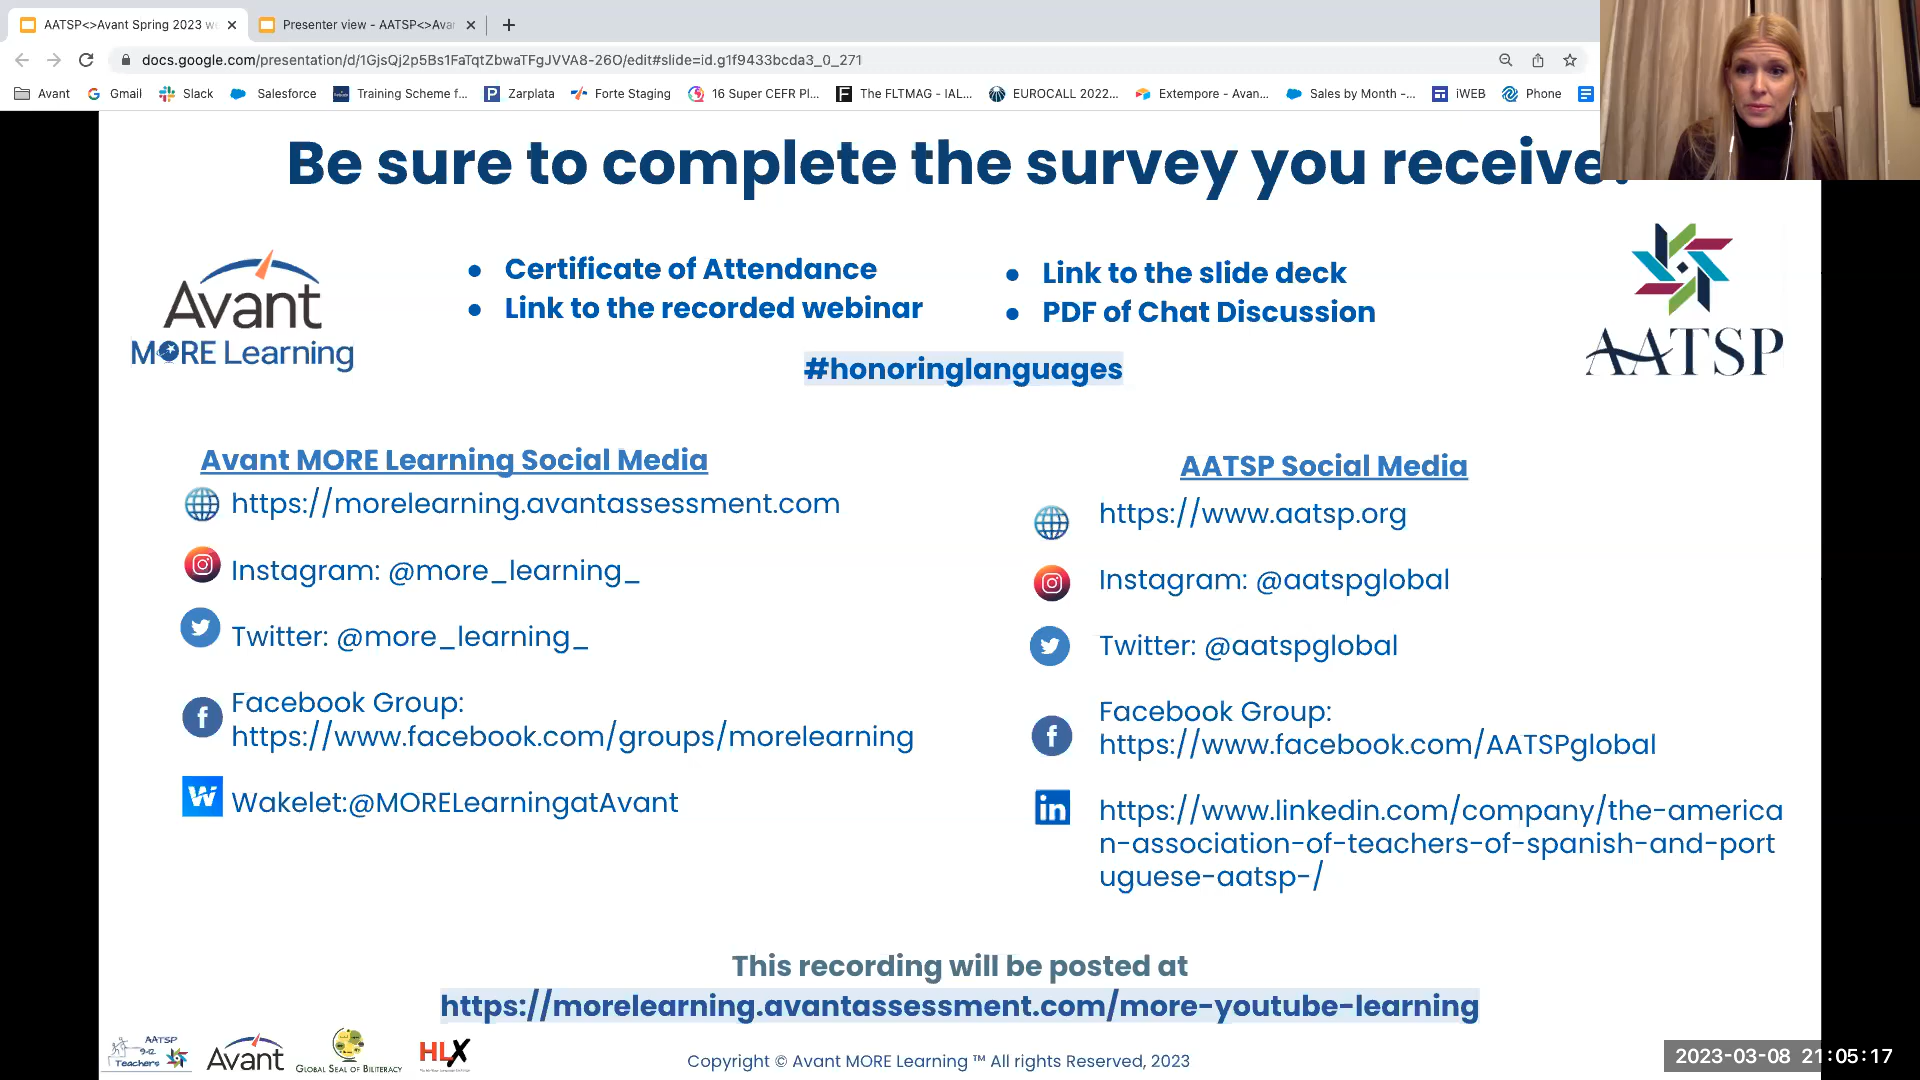 AATSP<>Avant Spring 2023 we
Presenter view - AATSP<>Avan
docs.google.com/presentation/d/1GjsQj2p5Bs1FaTqtZbwaTFgJVVA8-26O/edit#slide=id.g1f9433bcda3_0_271
Avant Gmail Slack Salesforce Training Scheme f... Zarplata Forte Staging 16 Super CEFR Pl... The FLTMAG - IAL... EUROCALL 2022... Extempore - Avan... Sales by Month -... iWEB Phone
Be sure to complete the survey you receive!
Avant
MORE Learning
Certificate of Attendance
Link to the recorded webinar
Link to the slide deck
PDF of Chat Discussion
AATSP
#honoringlanguages
Avant MORE Learning Social Media
https://morelearning.avantassessment.com
Instagram: @more_learning_
Twitter: @more_learning_
Facebook Group:
https://www.facebook.com/groups/morelearning
Wakelet:@MORELearningatAvant
AATSP Social Media
https://www.aatsp.org
Instagram: @aatspglobal
Twitter: @aatspglobal
Facebook Group:
https://www.facebook.com/AATSPglobal
https://www.linkedin.com/company/the-america
n-association-of-teachers-of-spanish-and-port
uguese-aatsp-/
This recording will be posted at
https://morelearning.avantassessment.com/more-youtube-learning
AATSP
9-12
Teachers
Avant
GLOBAL SEAL OF BILITERACY
HLX
Copyright © Avant MORE Learning ™ All rights Reserved, 2023
2023-03-08 21:05:17